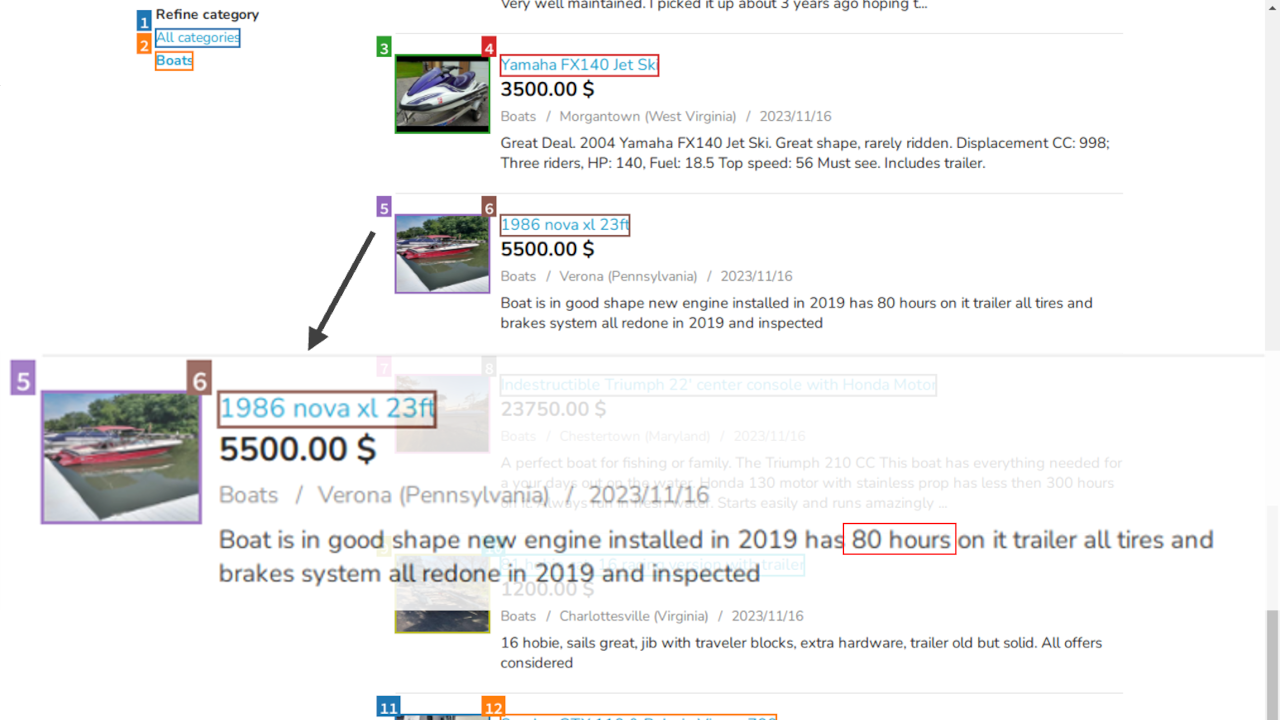 Very well maintained. I picked it up about 3 years ago hoping t...
1 Refine category
All categories
2
Boats
3
4
Yamaha FX140 Jet Ski
3500.00 $
Boats / Morgantown (West Virginia) / 2023/11/16
Great Deal. 2004 Yamaha FX140 Jet Ski. Great shape, rarely ridden. Displacement CC: 998;
Three riders, HP: 140, Fuel: 18.5 Top speed: 56 Must see. Includes trailer.
5
6
1986 nova xl 23ft
5500.00 $
Boats / Verona (Pennsylvania) / 2023/11/16
Boat is in good shape new engine installed in 2019 has 80 hours on it trailer all tires and
brakes system all redone in 2019 and inspected
5
6
1986 nova xl 23ft
5500.00 $
Boats / Verona (Pennsylvania) / 2023/11/16
Boat is in good shape new engine installed in 2019 has 80 hours on it trailer all tires and
brakes system all redone in 2019 and inspected
7
8
Indestructible Triumph 22' center console with Honda Motor
23750.00 $
Boats / Chestertown (Maryland) / 2023/11/16
A perfect boat for fishing or family. The Triumph 210 CC This boat has everything needed for
a your days out on the water. Honda 130 motor with stainless prop has less then 300 hours
on it. Always run in fresh water. Starts easily and runs amazingly ...
16 racing version with trailer
1200.00 $
Boats / Charlottesville (Virginia) / 2023/11/16
16 hobie, sails great, jib with traveler blocks, extra hardware, trailer old but solid. All offers
considered
11
12